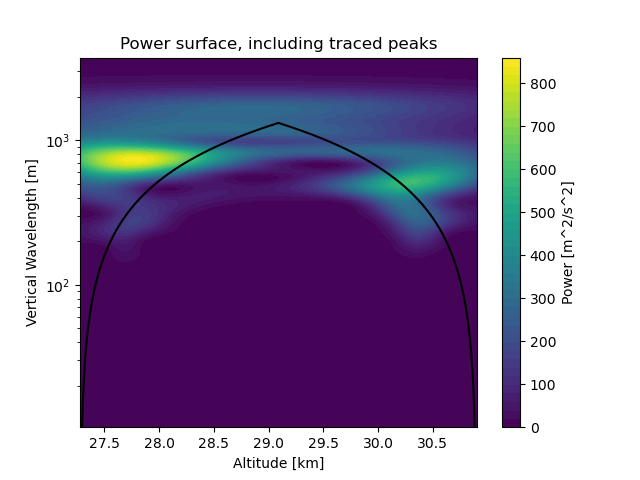 Power surface, including traced peaks
Vertical Wavelength [m]
10^3
10^2
27.5 28.0 28.5 29.0 29.5 30.0 30.5
Altitude [km]
800
700
600
500
400
300
200
100
0
Power [m^2/s^2]